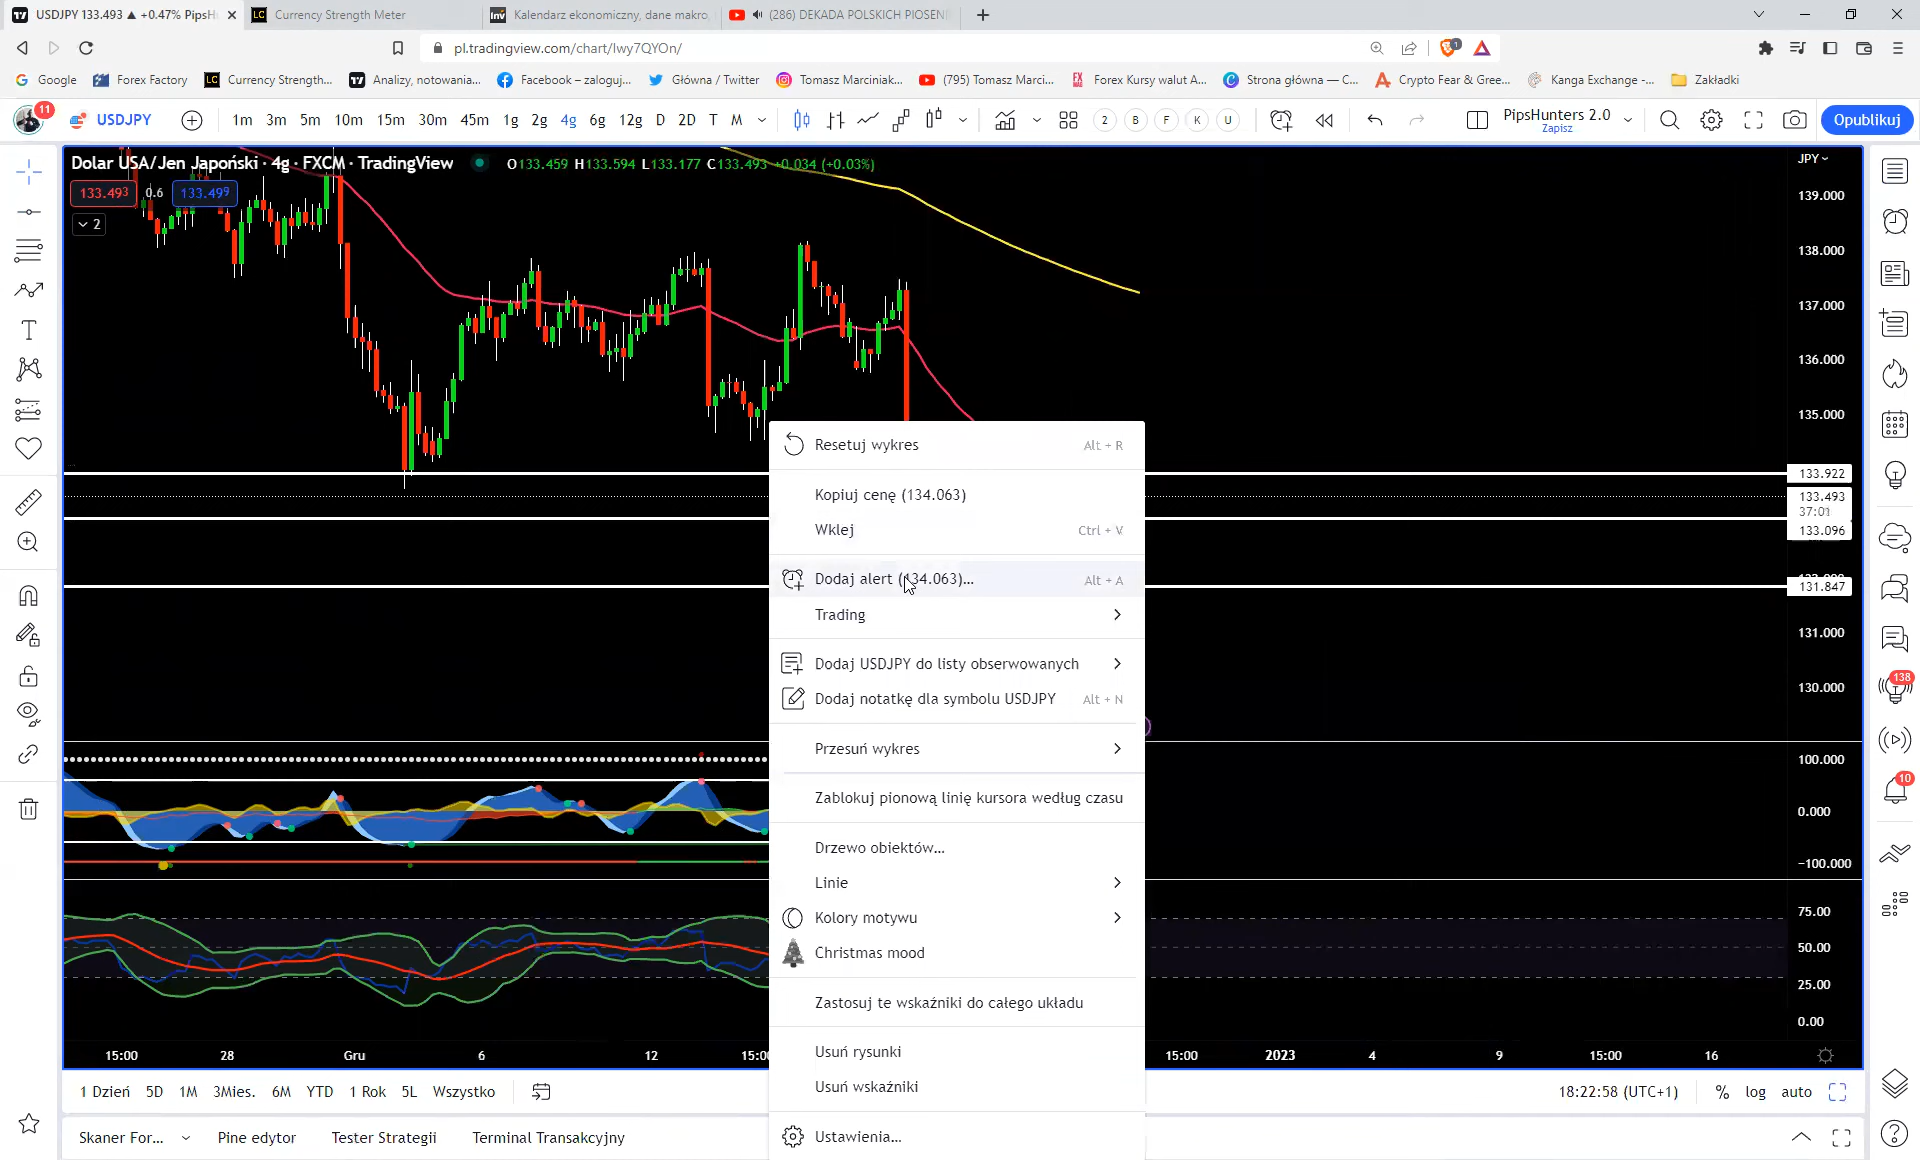 USDJPY 133.493 ▲ +0.47% PipsH
Currency Strength Meter
Kalendarz ekonomiczny, dane makro,
(286) DEKADA POLSKICH PIOSEN
pl.tradingview.com/chart/lwy7QYOn/
1
Google
Forex Factory
Currency Strength...
Analizy, notowania...
Facebook – zaloguj...
Główna / Twitter
Tomasz Marciniak...
(795) Tomasz Marci...
Forex Kursy walut A...
Strona główna — C...
Crypto Fear & Gree...
Kanga Exchange -...
Zakładki
11
USDJPY
1m 3m 5m 10m 15m 30m 45m 1g 2g 4g 6g 12g D 2D T M
2 B F K U
PipsHunters 2.0
Zapisz
Opublikuj
Dolar USA/Jen Japoński · 4g · FXCM · TradingView
O133.459 H133.594 L133.177 C133.493 +0.034 (+0.03%)
JPY
133.493 0.6 133.499
2
139.000
138.000
137.000
136.000
135.000
133.922
133.493
37:01
133.096
131.847
131.000
130.000
100.000
0.000
−100.000
75.00
50.00
25.00
0.00
Resetuj wykres Alt + R
Kopiuj cenę (134.063)
Wklej Ctrl + V
Dodaj alert (134.063)... Alt + A
Trading
Dodaj USDJPY do listy obserwowanych
Dodaj notatkę dla symbolu USDJPY Alt + N
Przesuń wykres
Zablokuj pionową linię kursora według czasu
Drzewo obiektów...
Linie
Kolory motywu
Christmas mood
Zastosuj te wskaźniki do całego układu
Usuń rysunki
Usuń wskaźniki
Ustawienia...
138
10
15:00 28 Gru 6 12 15:00 15:00 2023 4 9 15:00 16
1 Dzień 5D 1M 3Mies. 6M YTD 1 Rok 5L Wszystko
18:22:58 (UTC+1) % log auto
Skaner For... Pine edytor Tester Strategii Terminal Transakcyjny